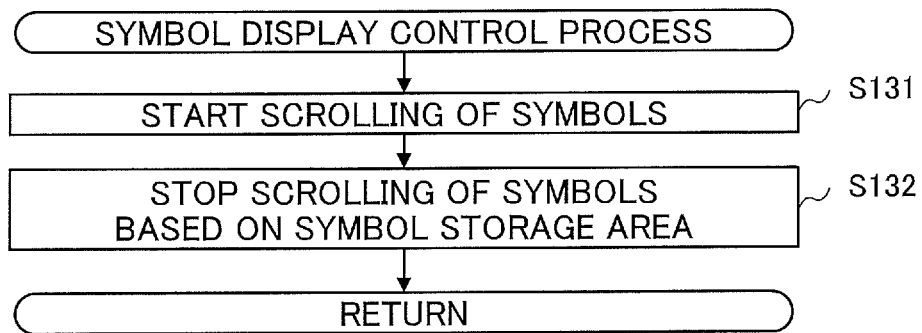 SYMBOL DISPLAY CONTROL PROCESS
START SCROLLING OF SYMBOLS
S131
STOP SCROLLING OF SYMBOLS
BASED ON SYMBOL STORAGE AREA
S132
RETURN